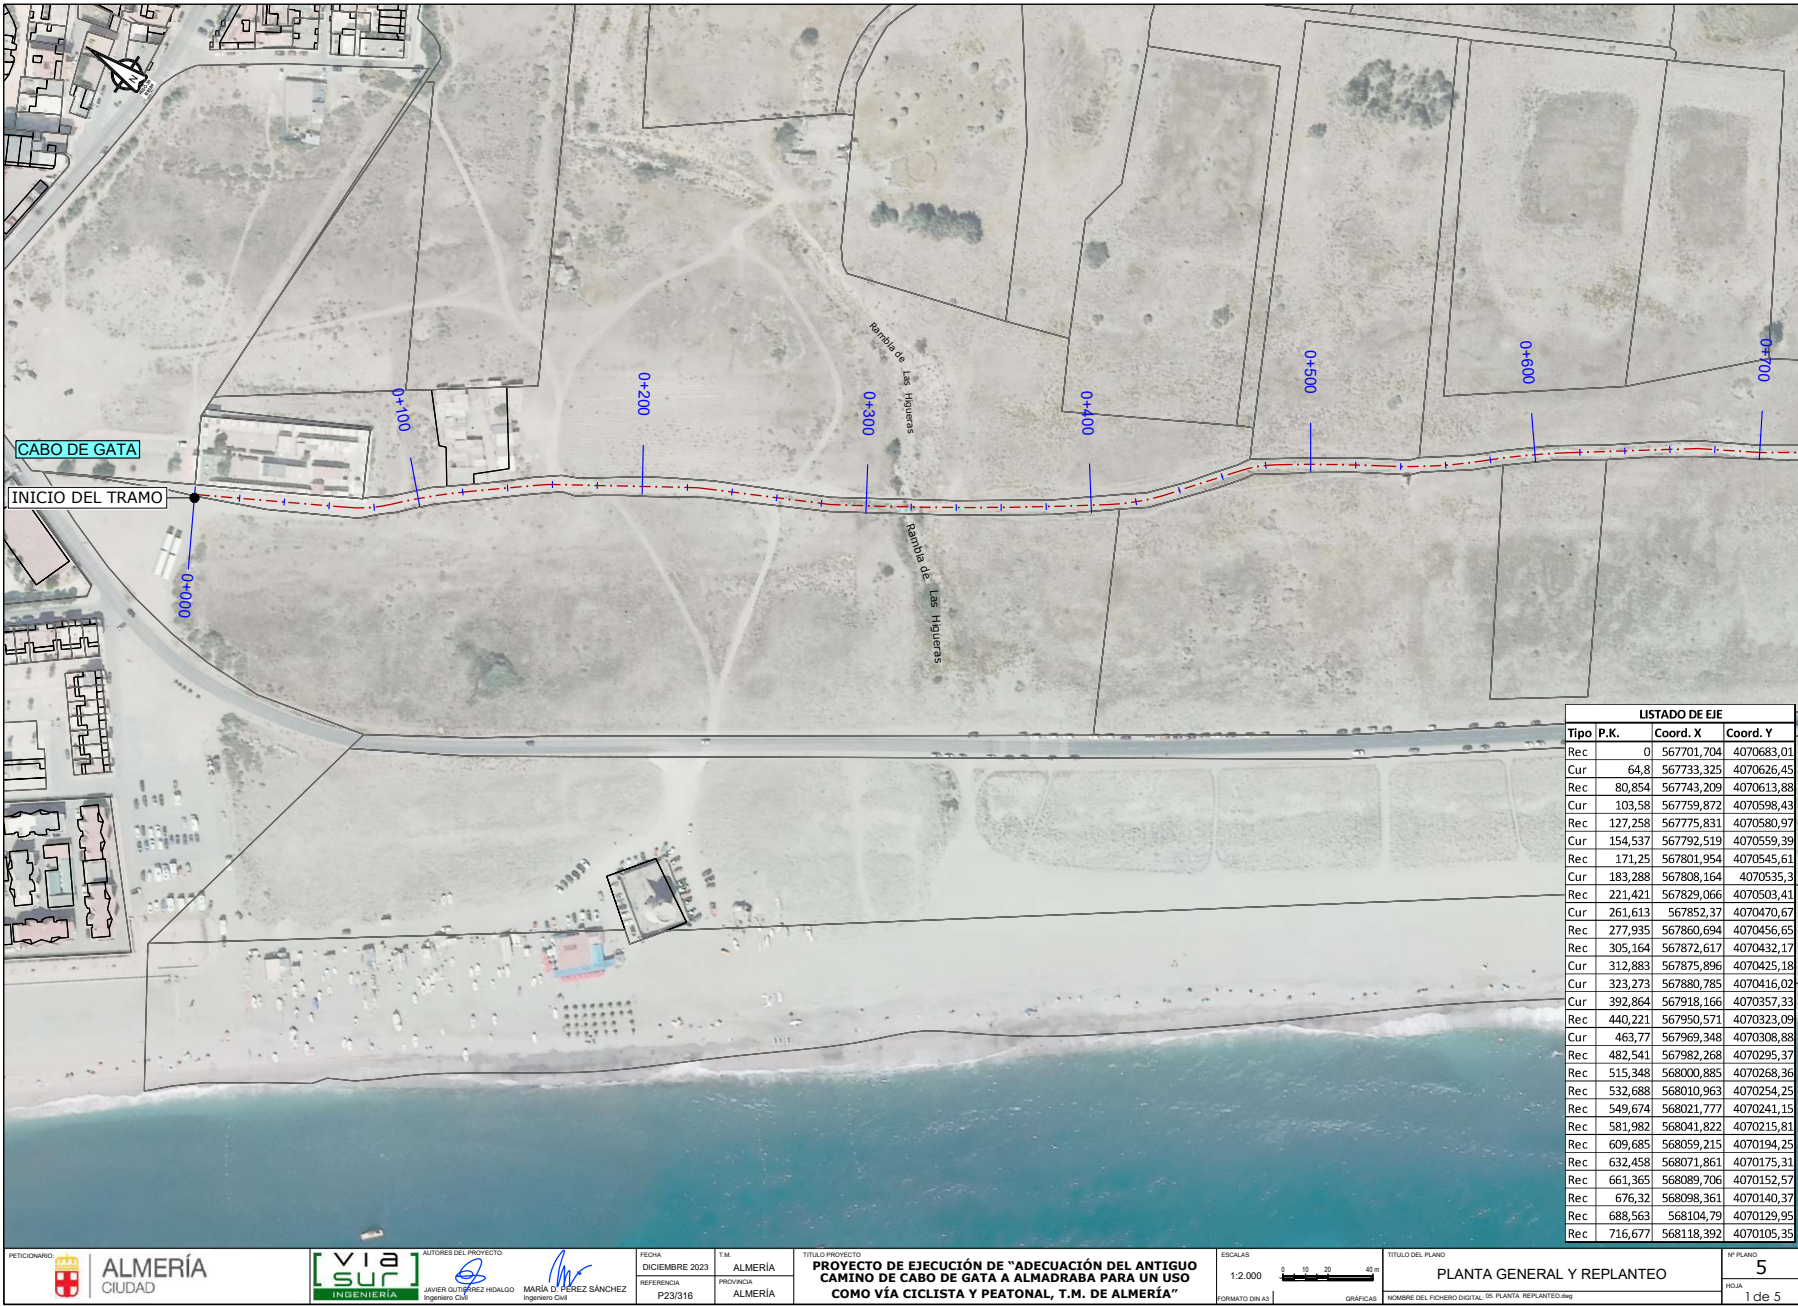 N
CABO DE GATA
INICIO DEL TRAMO
0+000
0+100
0+200
0+300
0+400
0+500
0+600
0+700
Rambla de Las Higueras
Rambla de Las Higueras
LISTADO DE EJE
Tipo P.K. Coord. X Coord. Y
Rec 0 567701,704 4070683,01
Cur 64,8 567733,325 4070626,45
Rec 80,854 567743,209 4070613,88
Cur 103,58 567759,872 4070598,43
Rec 127,258 567775,831 4070580,97
Cur 154,537 567792,519 4070559,39
Rec 171,25 567801,954 4070545,61
Cur 183,288 567808,164 4070535,3
Rec 221,421 567829,066 4070503,41
Cur 261,613 567852,37 4070470,67
Rec 277,935 567860,694 4070456,65
Rec 305,164 567872,617 4070432,17
Cur 312,883 567875,896 4070425,18
Cur 323,273 567880,785 4070416,02
Cur 392,864 567918,166 4070357,33
Rec 440,221 567950,571 4070323,09
Cur 463,77 567969,348 4070308,88
Rec 482,541 567982,268 4070295,37
Rec 515,348 568000,885 4070268,36
Rec 532,688 568010,963 4070254,25
Rec 549,674 568021,777 4070241,15
Rec 581,982 568041,822 4070215,81
Rec 609,685 568059,215 4070194,25
Rec 632,458 568071,861 4070175,31
Rec 661,365 568089,706 4070152,57
Rec 676,32 568098,361 4070140,37
Rec 688,563 568104,79 4070129,95
Rec 716,677 568118,392 4070105,35
PETICIONARIO:
ALMERÍA
CIUDAD
vía
sur
INGENIERÍA
AUTORES DEL PROYECTO:
JAVIER GUTIÉRREZ HIDALGO
Ingeniero Civil
MARÍA D. PÉREZ SÁNCHEZ
Ingeniero Civil
FECHA
DICIEMBRE 2023
REFERENCIA
P23/316
T.M.
ALMERÍA
PROVINCIA
ALMERÍA
TITULO PROYECTO
PROYECTO DE EJECUCIÓN DE "ADECUACIÓN DEL ANTIGUO
CAMINO DE CABO DE GATA A ALMADRABA PARA UN USO
COMO VÍA CICLISTA Y PEATONAL, T.M. DE ALMERÍA"
ESCALAS
1:2.000
0 10 20 40 m
FORMATO DIN A3
GRÁFICAS
TITULO DEL PLANO
PLANTA GENERAL Y REPLANTEO
NOMBRE DEL FICHERO DIGITAL: 05. PLANTA REPLANTEO.dwg
Nº PLANO
5
HOJA
1 de 5